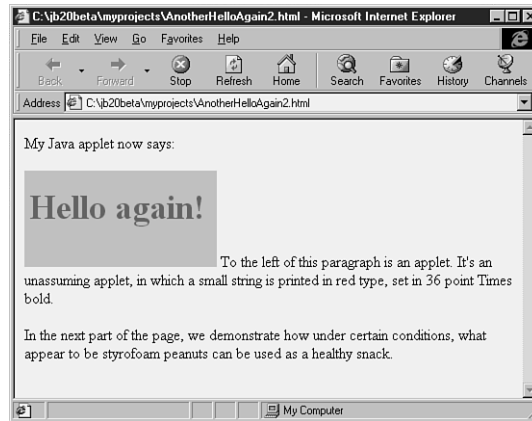 C:\jb20beta\myprojects\AnotherHelloAgain2.html - Microsoft Internet Explorer
File Edit View Go Favorites Help
Back Forward Stop Refresh Home Search Favorites History Channels
Address C:\jb20beta\myprojects\AnotherHelloAgain2.html
My Java applet now says:
Hello again!
To the left of this paragraph is an applet. It's an
unassuming applet, in which a small string is printed in red type, set in 36 point Times
bold.
In the next part of the page, we demonstrate how under certain conditions, what
appear to be styrofoam peanuts can be used as a healthy snack.
My Computer